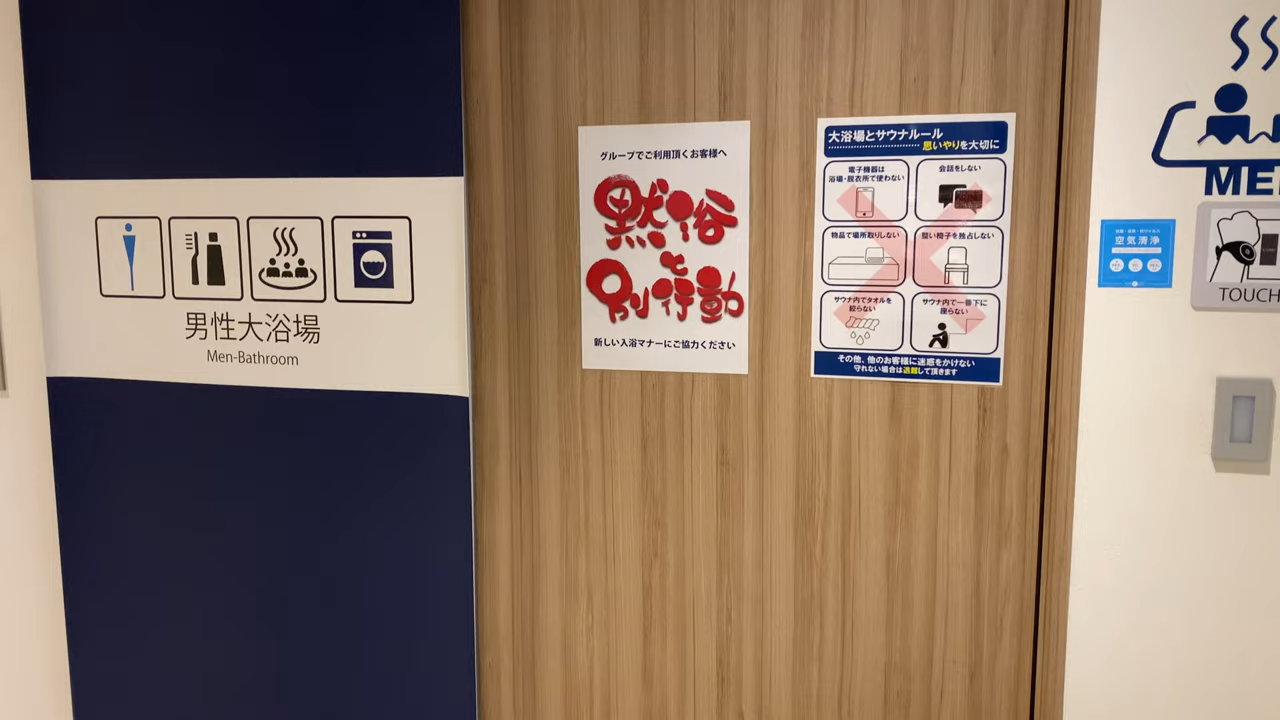 男性大浴場
Men-Bathroom
グループでご利用頂くお客様へ
黙浴
と
別行動
新しい入浴マナーにご協力ください
大浴場とサウナルール
思いやりを大切に
電子機器は
浴場・脱衣所で使わない
会話をしない
物品で場所取りしない
整い椅子を独占しない
サウナ内でタオルを
絞らない
サウナ内で一番下に
座らない
その他、他のお客様に迷惑をかけない
守れない場合は退館して頂きます
空気清浄
TOUCH